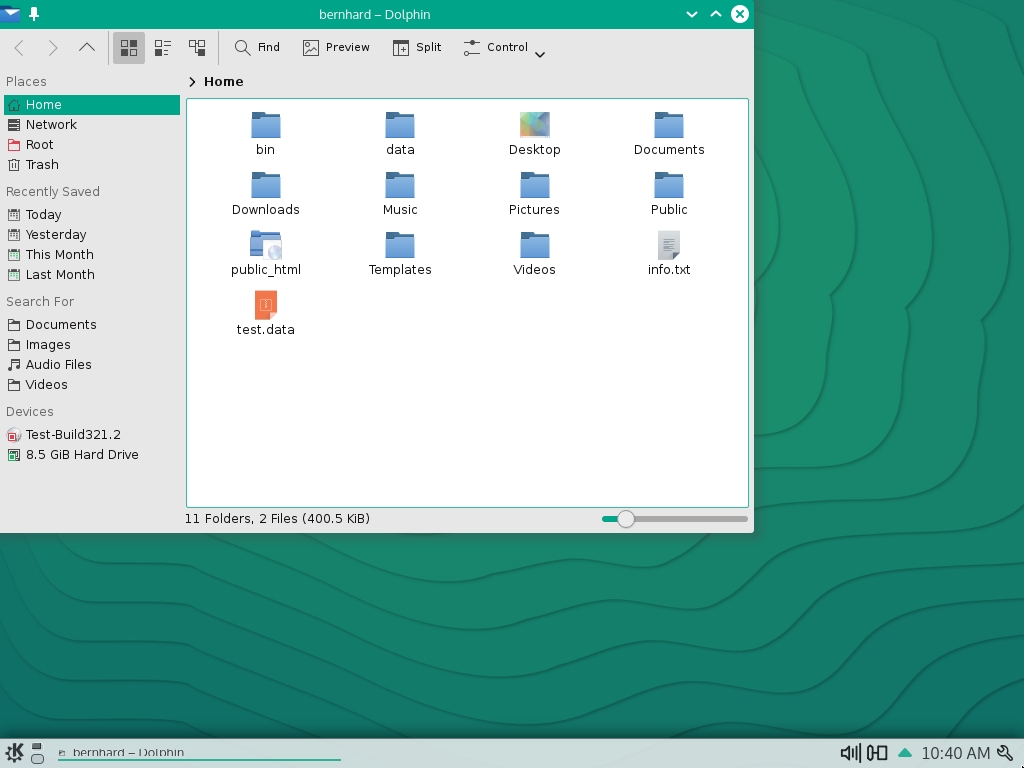 bernhard – Dolphin
Find
Preview
Split
Control
Places
Home
Network
Root
Trash
Recently Saved
Today
Yesterday
This Month
Last Month
Search For
Documents
Images
Audio Files
Videos
Devices
Test-Build321.2
8.5 GiB Hard Drive
Home
bin
data
Desktop
Documents
Downloads
Music
Pictures
Public
public_html
Templates
Videos
info.txt
test.data
11 Folders, 2 Files (400.5 KiB)
bernhard – Dolphin
10:40 AM